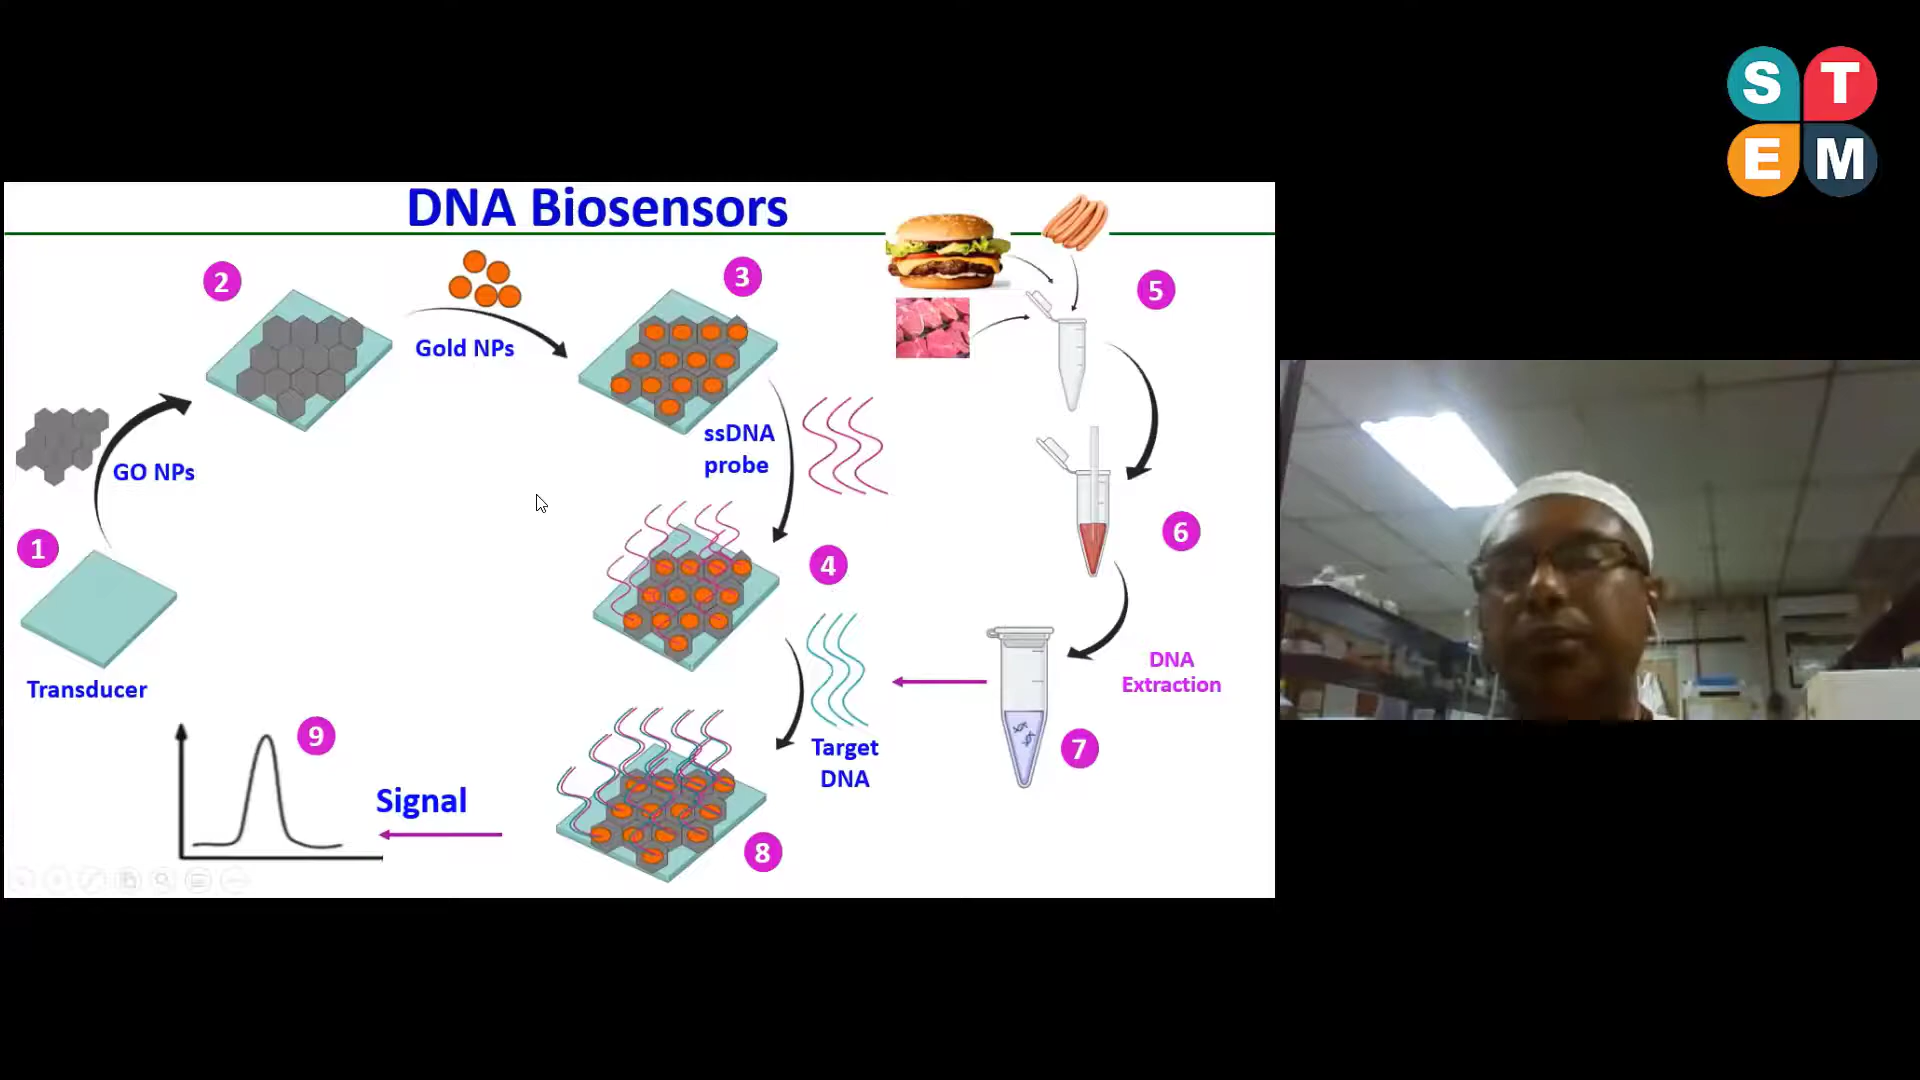 DNA Biosensors
S T
E M
2
3
5
Gold NPs
ssDNA
probe
GO NPs
1
4
6
Transducer
DNA
Extraction
9
Target
DNA
7
Signal
8